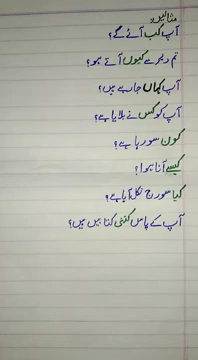 مثالیں:
آپ کب آئے گے؟
تم دیر سے کیوں آتے ہو؟
آپ کہاں جا رہے ہیں؟
آپ کو کس نے بلایا ہے؟
کون سو رہا ہے؟
کیسے آنا ہوا؟
کیا سورج نکل آیا ہے؟
آپ کے پاس کتنی کتابیں ہیں؟